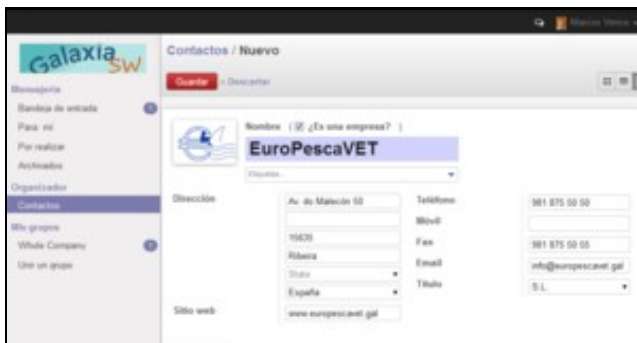 Marcos Vence
Galaxia SW
Contactos / Nuevo
Guardar o Descartar
Mensajería
Bandeja de entrada
Para: mí
Por realizar
Archivados
Organizador
Contactos
Mis grupos
Whole Company
Unir un grupo
Nombre ( ¿Es una empresa? )
EuroPescaVET
Etiquetas...
Dirección
Av. do Malecón 50
Ribeira
State
España
Sitio web
www.europescavet.gal
Teléfono
981 875 50 50
Móvil
Fax
981 875 50 55
Email
info@europescavet.gal
Título
S.L.